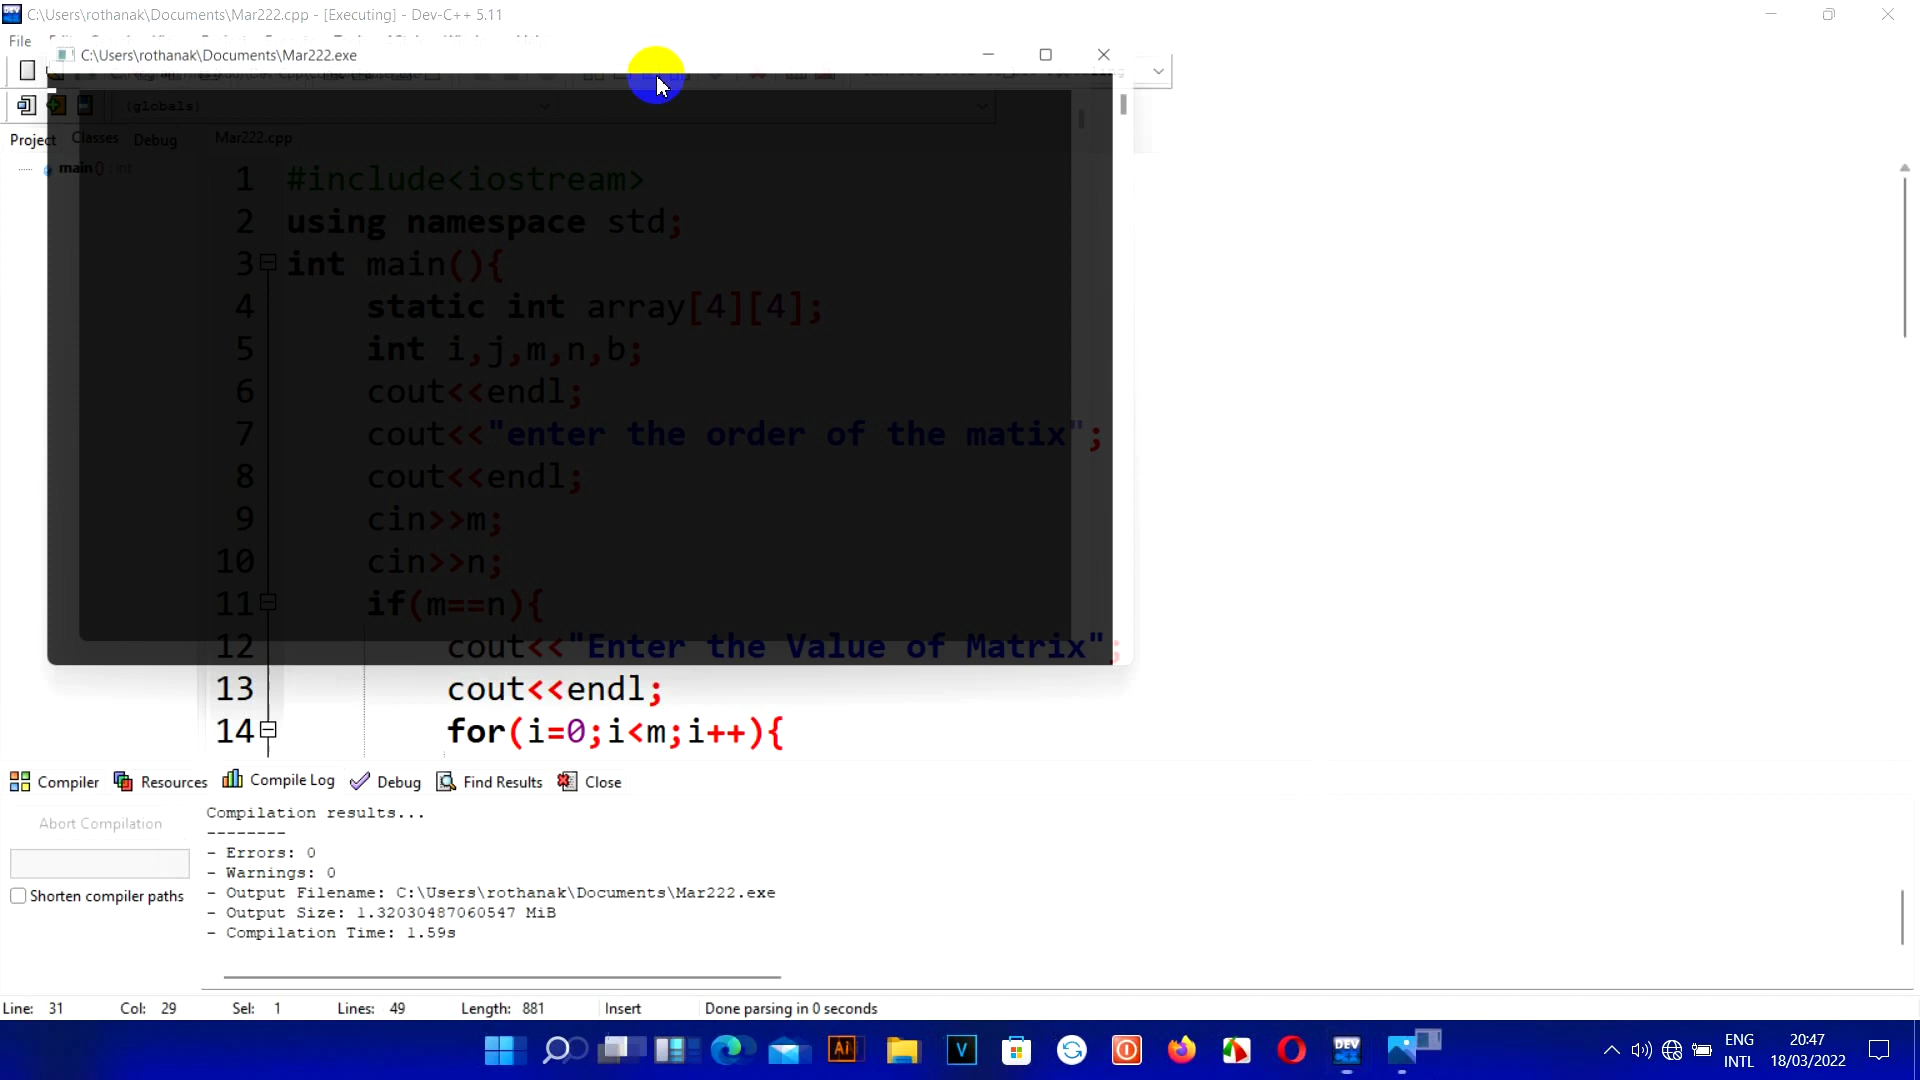 C:\Users\rothanak\Documents\Mar222.cpp - [Executing] - Dev-C++ 5.11
File
C:\Users\rothanak\Documents\Mar222.exe
(globals)
Project Classes Debug
Mar222.cpp
main() : int
1 #include<iostream>
2 using namespace std;
3 int main(){
4 static int array[4][4];
5 int i,j,m,n,b;
6 cout<<endl;
7 cout<<"enter the order of the matix";
8 cout<<endl;
9 cin>>m;
10 cin>>n;
11 if(m==n){
12 cout<<"Enter the Value of Matrix";
13 cout<<endl;
14 for(i=0;i<m;i++){
Compiler Resources Compile Log Debug Find Results Close
Abort Compilation
Shorten compiler paths
Compilation results...
--------
- Errors: 0
- Warnings: 0
- Output Filename: C:\Users\rothanak\Documents\Mar222.exe
- Output Size: 1.32030487060547 MiB
- Compilation Time: 1.59s
Line: 31 Col: 29 Sel: 1 Lines: 49 Length: 881 Insert Done parsing in 0 seconds
Ai
V
DEV
C++
ENG
INTL
20:47
18/03/2022